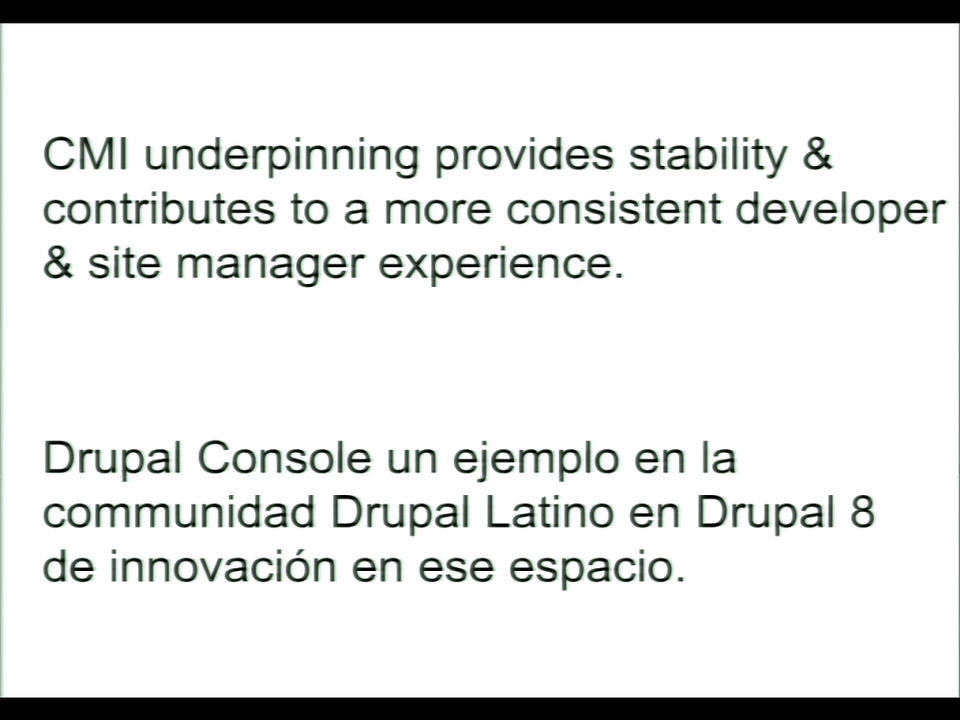 CMI underpinning provides stability &
contributes to a more consistent developer
& site manager experience.
Drupal Console un ejemplo en la
communidad Drupal Latino en Drupal 8
de innovación en ese espacio.